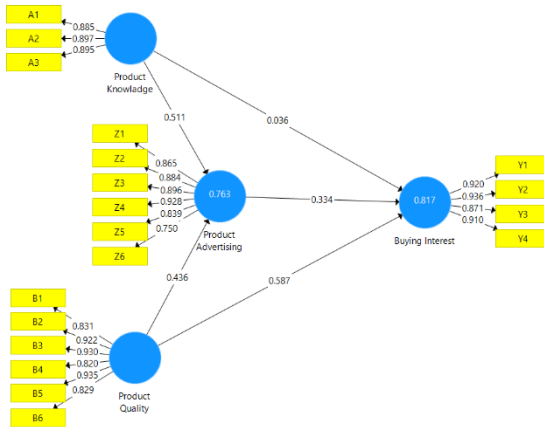 A1
A2
A3
0.885
0.897
0.895
Product
Knowladge
0.511
0.036
Z1
Z2
Z3
Z4
Z5
Z6
0.865
0.884
0.896
0.928
0.839
0.750
0.763
Product
Advertising
0.334
0.817
Buying Interest
0.920
0.936
0.871
0.910
Y1
Y2
Y3
Y4
0.436
0.587
B1
B2
B3
B4
B5
B6
0.831
0.922
0.930
0.820
0.935
0.829
Product
Quality